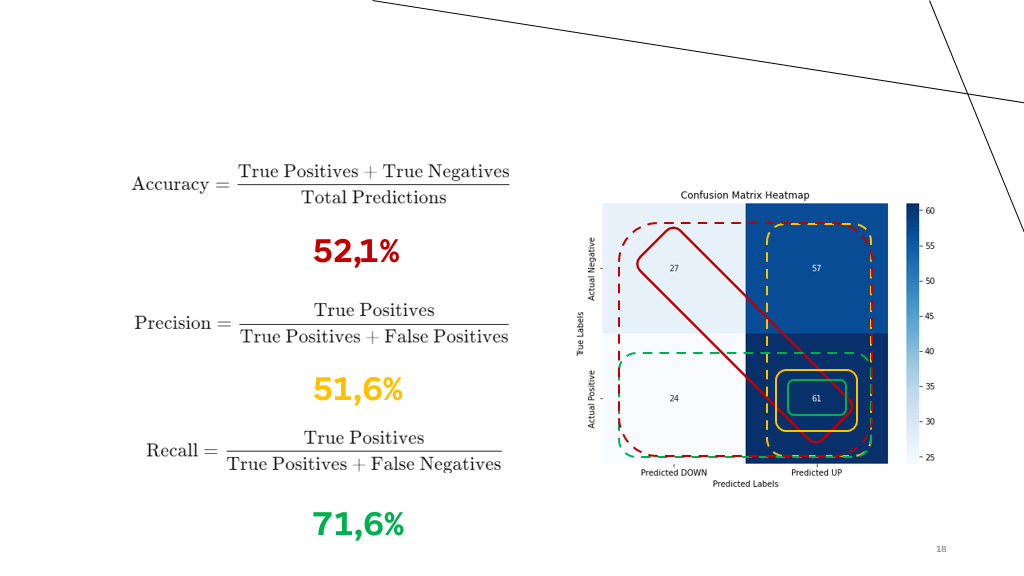 Accuracy = True Positives + True Negatives
Total Predictions
52,1%
Precision = True Positives
True Positives + False Positives
51,6%
Recall = True Positives
True Positives + False Negatives
71,6%
Confusion Matrix Heatmap
True Labels
Actual Negative
Actual Positive
27
57
24
61
Predicted DOWN
Predicted UP
Predicted Labels
60
55
50
45
40
35
30
25
18